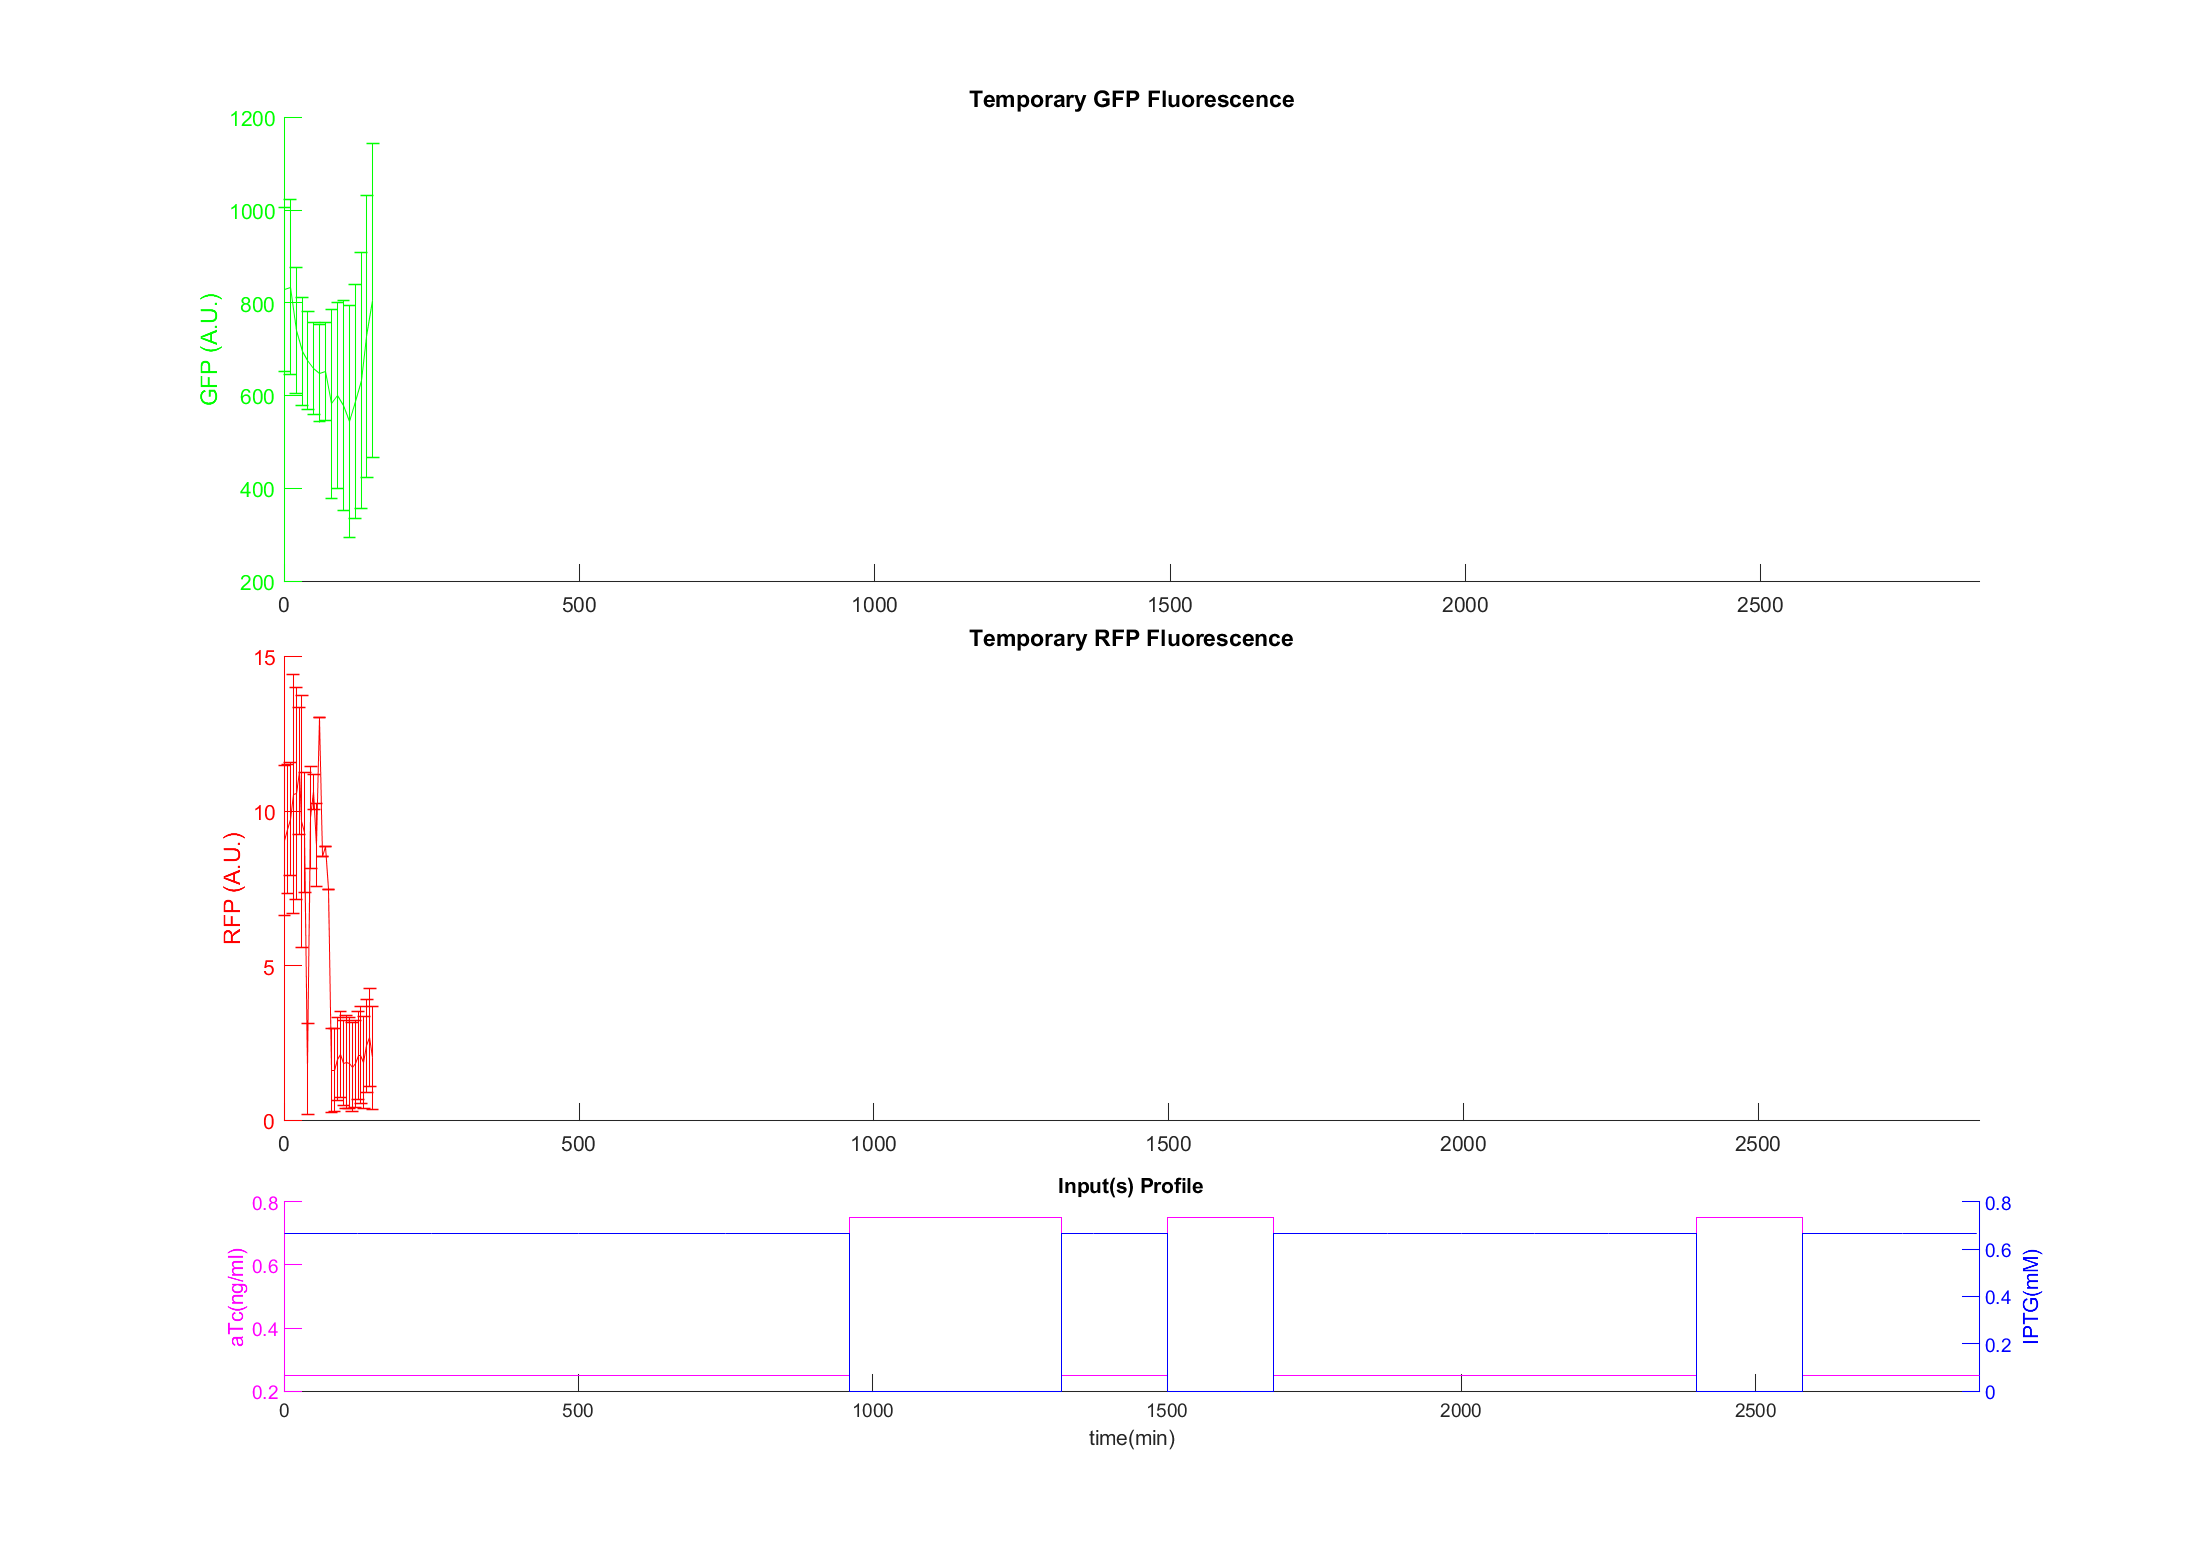 Temporary GFP Fluorescence
1200
1000
800
600
400
200
GFP (A.U.)
0 500 1000 1500 2000 2500
Temporary RFP Fluorescence
15
10
5
0
RFP (A.U.)
0 500 1000 1500 2000 2500
Input(s) Profile
0.8
0.6
0.4
0.2
aTc(ng/ml)
0.8
0.6
0.4
0.2
0
IPTG(mM)
0 500 1000 1500 2000 2500
time(min)